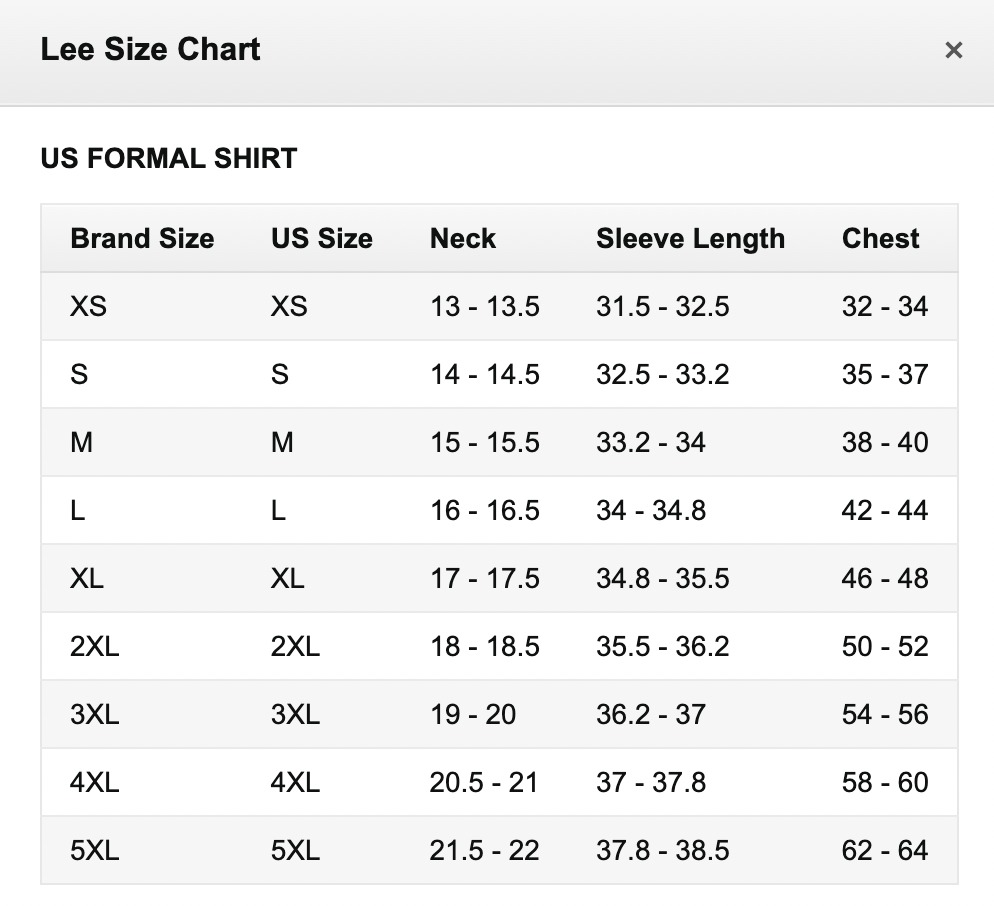 Lee Size Chart ×
US FORMAL SHIRT
Brand Size US Size Neck Sleeve Length Chest
XS XS 13 - 13.5 31.5 - 32.5 32 - 34
S S 14 - 14.5 32.5 - 33.2 35 - 37
M M 15 - 15.5 33.2 - 34 38 - 40
L L 16 - 16.5 34 - 34.8 42 - 44
XL XL 17 - 17.5 34.8 - 35.5 46 - 48
2XL 2XL 18 - 18.5 35.5 - 36.2 50 - 52
3XL 3XL 19 - 20 36.2 - 37 54 - 56
4XL 4XL 20.5 - 21 37 - 37.8 58 - 60
5XL 5XL 21.5 - 22 37.8 - 38.5 62 - 64